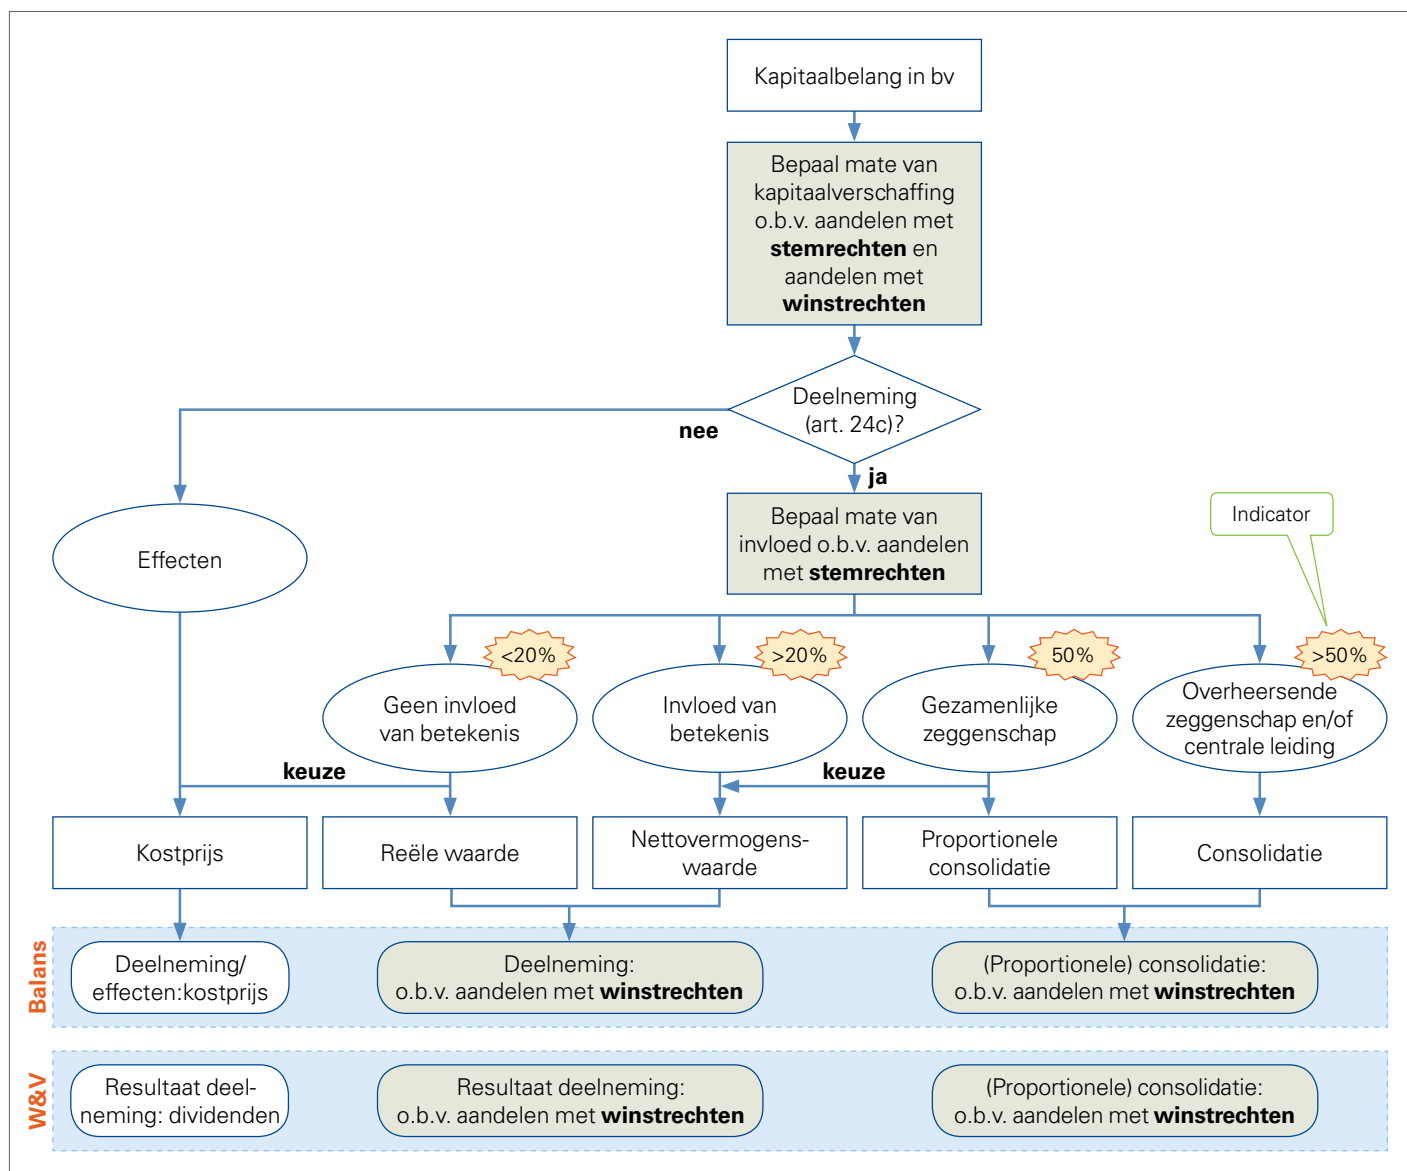 Kapitaalbelang in bv
Bepaal mate van
kapitaalverschaffing
o.b.v. aandelen met
stemrechten en
aandelen met
winstrechten
Deelneming
(art. 24c)?
nee
ja
Effecten
Bepaal mate van
invloed o.b.v. aandelen
met stemrechten
Indicator
<20%
>20%
50%
>50%
Geen invloed
van betekenis
Invloed van
betekenis
Gezamenlijke
zeggenschap
Overheersende
zeggenschap en/of
centrale leiding
keuze
keuze
Kostprijs
Reële waarde
Nettovermogens-
waarde
Proportionele
consolidatie
Consolidatie
Balans
Deelneming/
effecten:kostprijs
Deelneming:
o.b.v. aandelen met winstrechten
(Proportionele) consolidatie:
o.b.v. aandelen met winstrechten
W&V
Resultaat deel-
neming: dividenden
Resultaat deelneming:
o.b.v. aandelen met winstrechten
(Proportionele) consolidatie:
o.b.v. aandelen met winstrechten